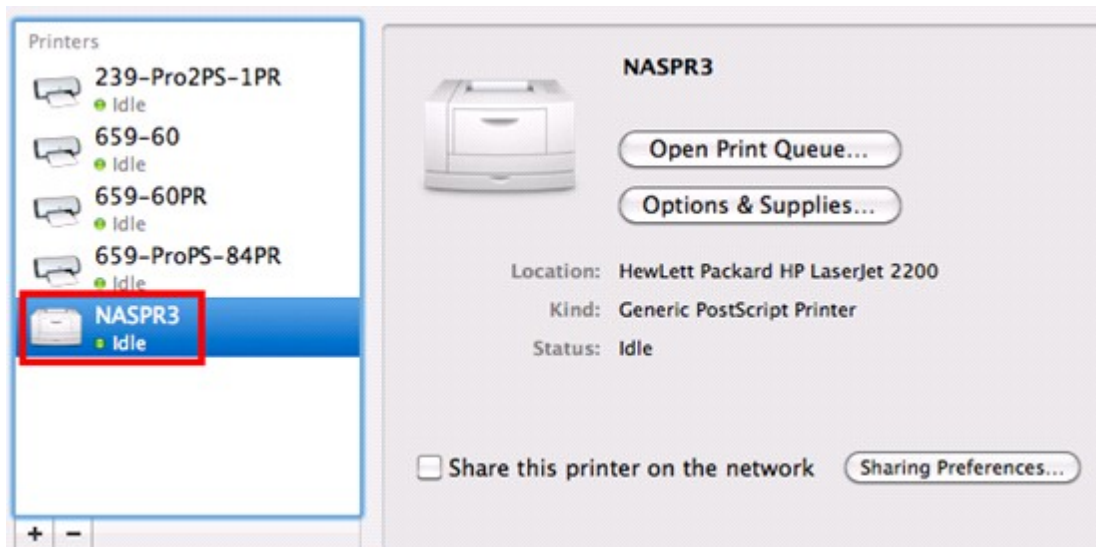 Printers
239-Pro2PS-1PR
Idle
659-60
Idle
659-60PR
Idle
659-ProPS-84PR
Idle
NASPR3
Idle
+ −
NASPR3
Open Print Queue...
Options & Supplies...
Location: HewLett Packard HP LaserJet 2200
Kind: Generic PostScript Printer
Status: Idle
Share this printer on the network
Sharing Preferences...